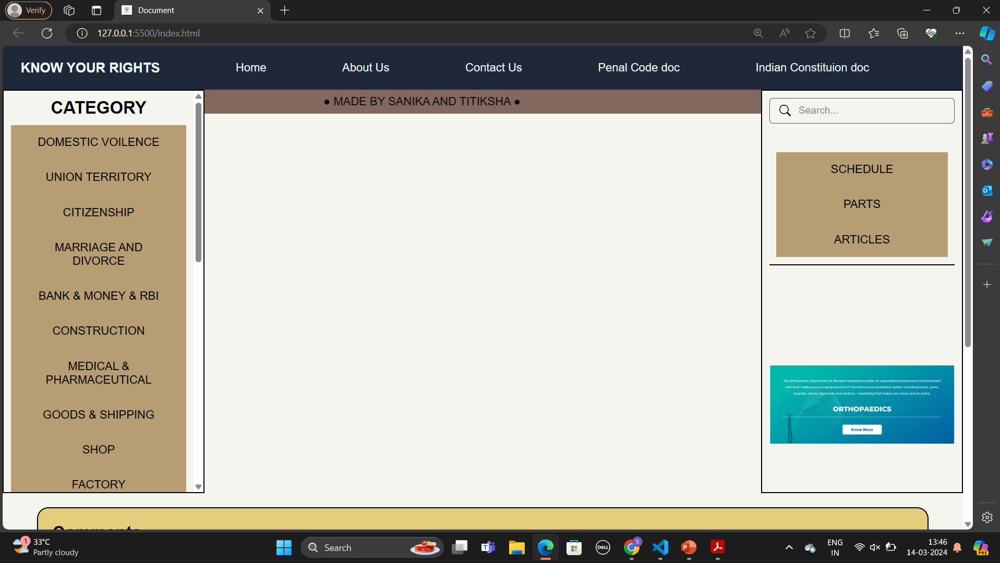 Verify
Document
127.0.0.1:5500/index.html
KNOW YOUR RIGHTS
Home
About Us
Contact Us
Penal Code doc
Indian Constituion doc
CATEGORY
● MADE BY SANIKA AND TITIKSHA ●
Search...
DOMESTIC VOILENCE
UNION TERRITORY
CITIZENSHIP
MARRIAGE AND
DIVORCE
BANK & MONEY & RBI
CONSTRUCTION
MEDICAL &
PHARMACEUTICAL
GOODS & SHIPPING
SHOP
FACTORY
SCHEDULE
PARTS
ARTICLES
The Orthopaedic Department at Manipal Hospitals provides an unparalleled assessment and treatment
with both medical and surgical practice of the entire musculoskeletal system including bones, joints,
muscles, nerves, ligaments and tendons - everything that makes you move and be active.
ORTHOPAEDICS
Know More
Comments
1
33°C
Partly cloudy
Search
DELL
S
ENG
IN
13:46
14-03-2024
PRE